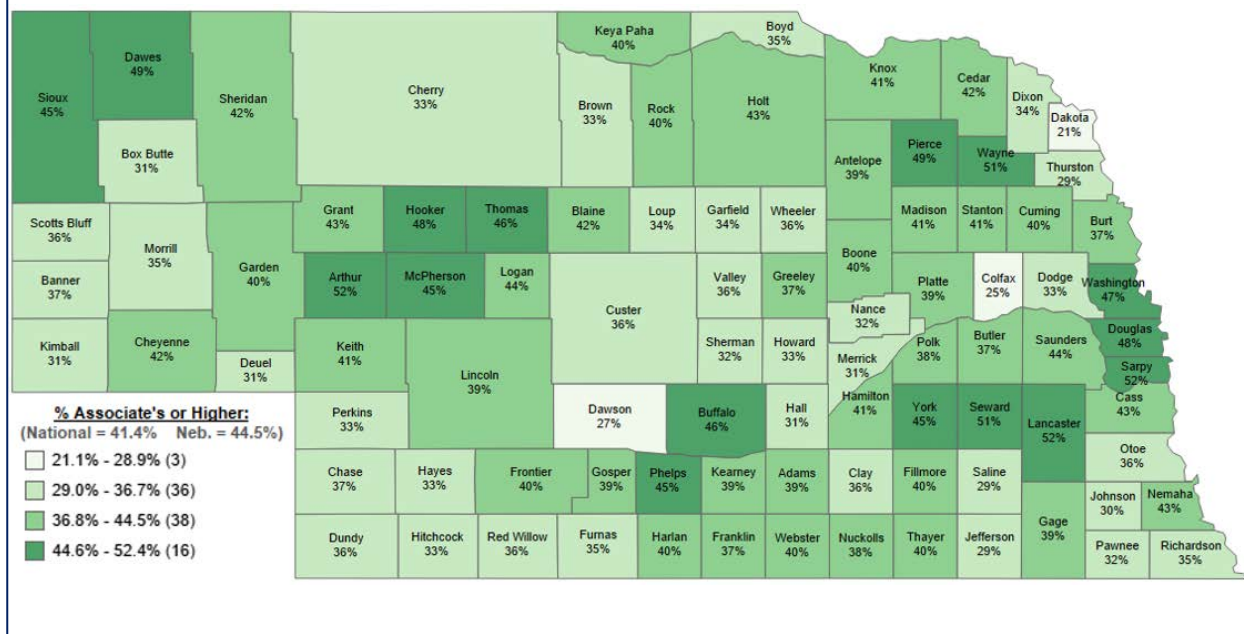 Boyd
35%
Keya Paha
40%
Dawes
49%
Sioux
45%
Sheridan
42%
Cherry
33%
Brown
33%
Rock
40%
Holt
43%
Knox
41%
Cedar
42%
Dixon
34%
Dakota
21%
Box Butte
31%
Antelope
39%
Pierce
49%
Wayne
51%
Thurston
29%
Scotts Bluff
36%
Morrill
35%
Garden
40%
Grant
43%
Hooker
48%
Thomas
46%
Blaine
42%
Loup
34%
Garfield
34%
Wheeler
36%
Boone
40%
Madison
41%
Stanton
41%
Cuming
40%
Burt
37%
Banner
37%
Arthur
52%
McPherson
45%
Logan
44%
Custer
36%
Valley
36%
Greeley
37%
Nance
32%
Platte
39%
Colfax
25%
Dodge
33%
Washington
47%
Kimball
31%
Cheyenne
42%
Deuel
31%
Keith
41%
Lincoln
39%
Sherman
32%
Howard
33%
Merrick
31%
Polk
38%
Butler
37%
Saunders
44%
Douglas
48%
Sarpy
52%
Perkins
33%
Dawson
27%
Buffalo
46%
Hall
31%
Hamilton
41%
York
45%
Seward
51%
Lancaster
52%
Cass
43%
Otoe
36%
Chase
37%
Hayes
33%
Frontier
40%
Gosper
39%
Phelps
45%
Kearney
39%
Adams
39%
Clay
36%
Fillmore
40%
Saline
29%
Gage
39%
Johnson
30%
Nemaha
43%
Dundy
36%
Hitchcock
33%
Red Willow
36%
Furnas
35%
Harlan
40%
Franklin
37%
Webster
40%
Nuckolls
38%
Thayer
40%
Jefferson
29%
Pawnee
32%
Richardson
35%
% Associate's or Higher:
(National = 41.4% Neb. = 44.5%)
21.1% - 28.9% (3)
29.0% - 36.7% (36)
36.8% - 44.5% (38)
44.6% - 52.4% (16)